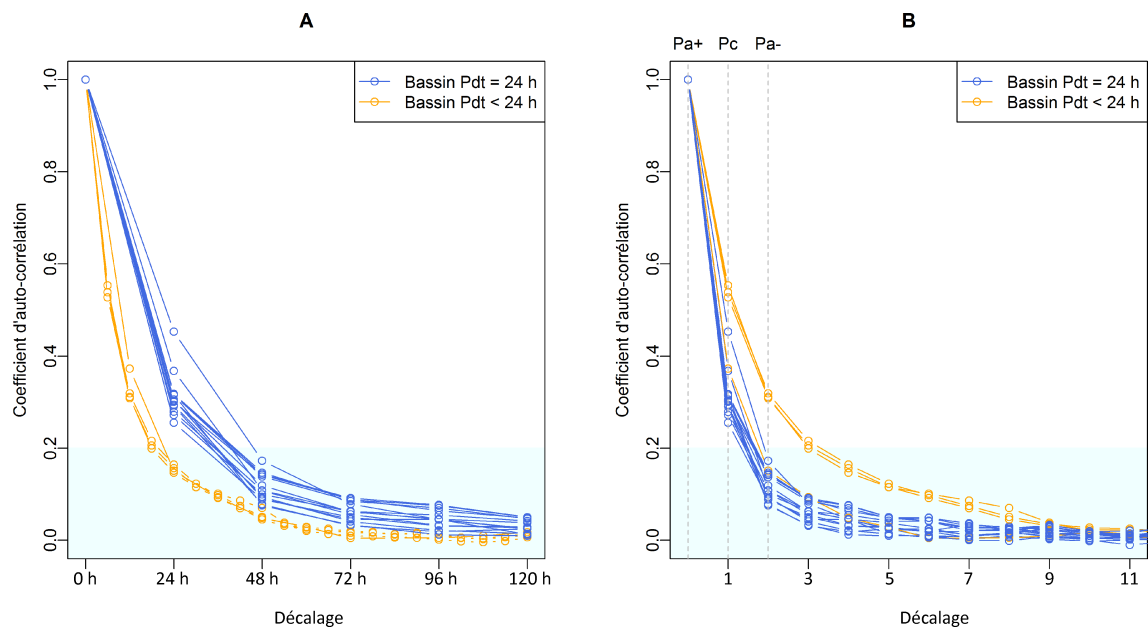 A
Coefficient d'auto-corrélation
1.0
0.8
0.6
0.4
0.2
0.0
Bassin Pdt = 24 h
Bassin Pdt < 24 h
0 h 24 h 48 h 72 h 96 h 120 h
Décalage
B
Pa+ Pc Pa-
Coefficient d'auto-corrélation
1.0
0.8
0.6
0.4
0.2
0.0
Bassin Pdt = 24 h
Bassin Pdt < 24 h
1 3 5 7 9 11
Décalage